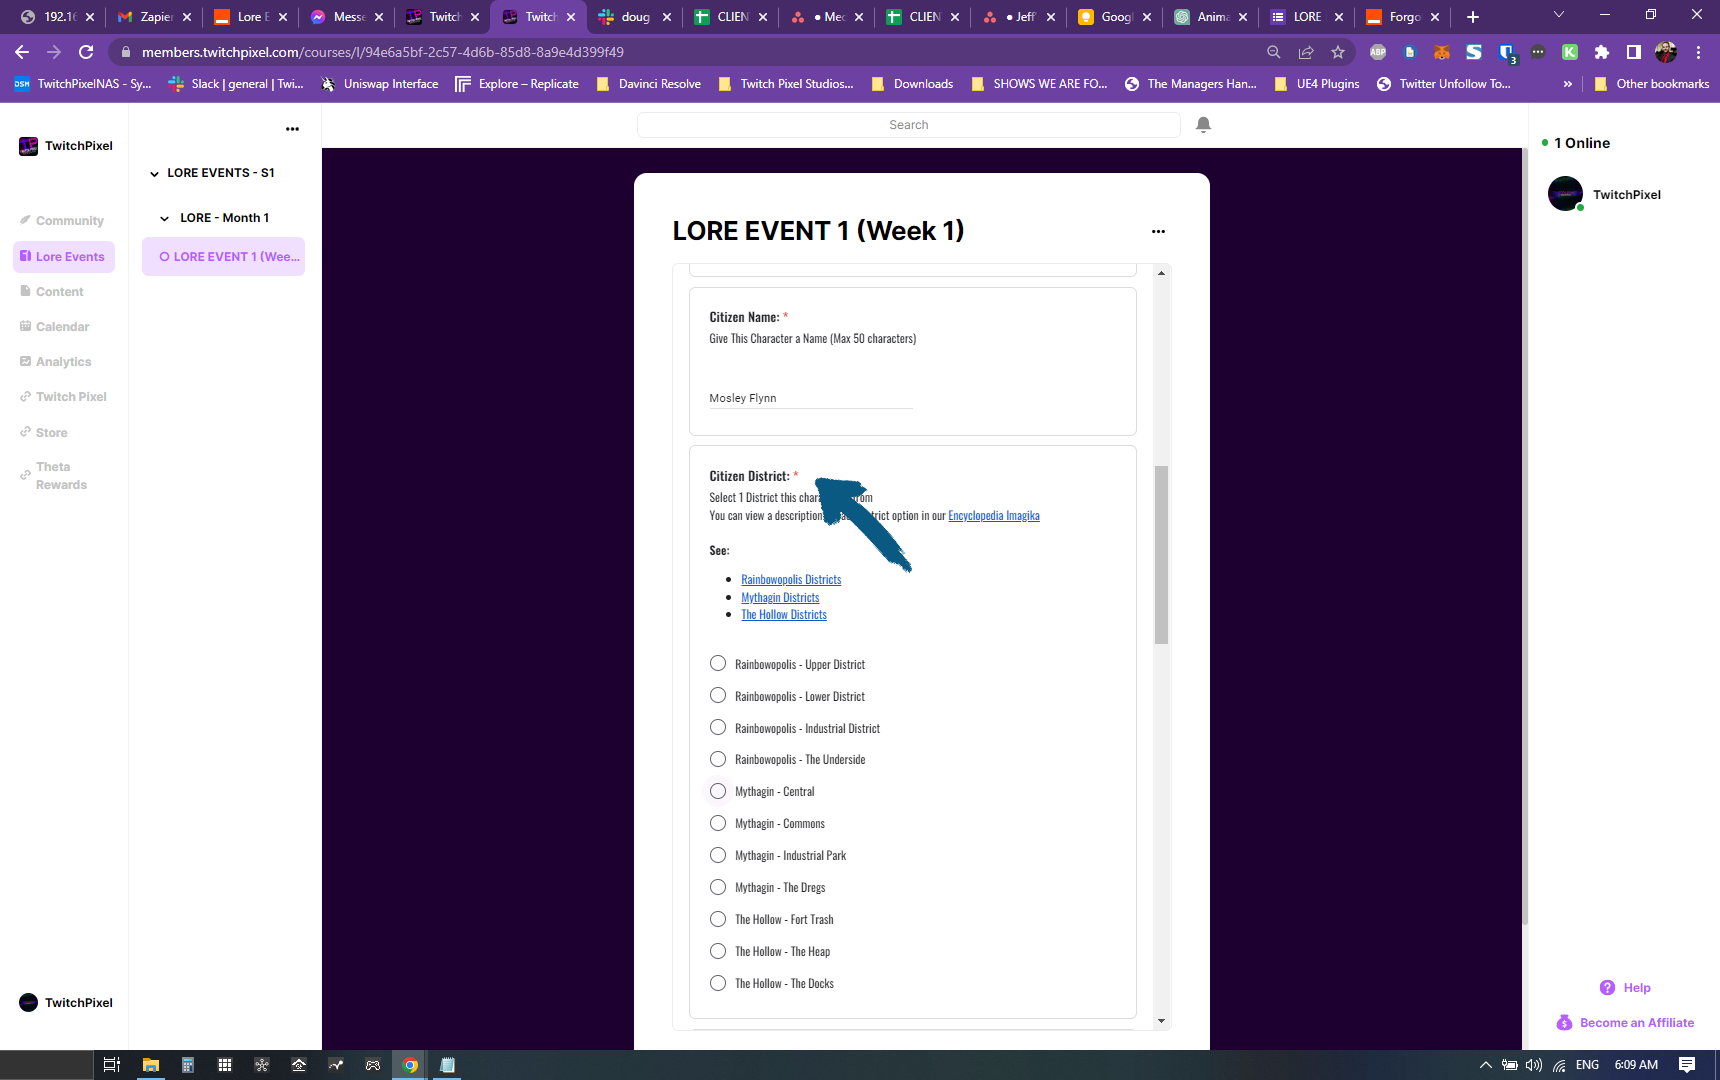 192.16
Zapier
Lore E
Messe
Twitch
Twitch
doug
CLIEN
Mec
CLIEN
Jeff
Googl
Anima
LORE
Forgo
members.twitchpixel.com/courses/l/94e6a5bf-2c57-4d6b-85d8-8a9e4d399f49
ABP
3
DSM
TwitchPixelNAS - Sy...
Slack | general | Twi...
Uniswap Interface
Explore – Replicate
Davinci Resolve
Twitch Pixel Studios...
Downloads
SHOWS WE ARE FO...
The Managers Han...
UE4 Plugins
Twitter Unfollow To...
»
Other bookmarks
TwitchPixel
Community
Lore Events
Content
Calendar
Analytics
Twitch Pixel
Store
Theta
Rewards
TwitchPixel
LORE EVENTS - S1
LORE - Month 1
LORE EVENT 1 (Wee...
Search
LORE EVENT 1 (Week 1)
Citizen Name: *
Give This Character a Name (Max 50 characters)
Mosley Flynn
Citizen District: *
Select 1 District this from
You can view a description option in our Encyclopedia Imagika
See:
Rainbowopolis Districts
Mythagin Districts
The Hollow Districts
Rainbowopolis - Upper District
Rainbowopolis - Lower District
Rainbowopolis - Industrial District
Rainbowopolis - The Underside
Mythagin - Central
Mythagin - Commons
Mythagin - Industrial Park
Mythagin - The Dregs
The Hollow - Fort Trash
The Hollow - The Heap
The Hollow - The Docks
1 Online
TwitchPixel
Help
Become an Affiliate
ENG
6:09 AM